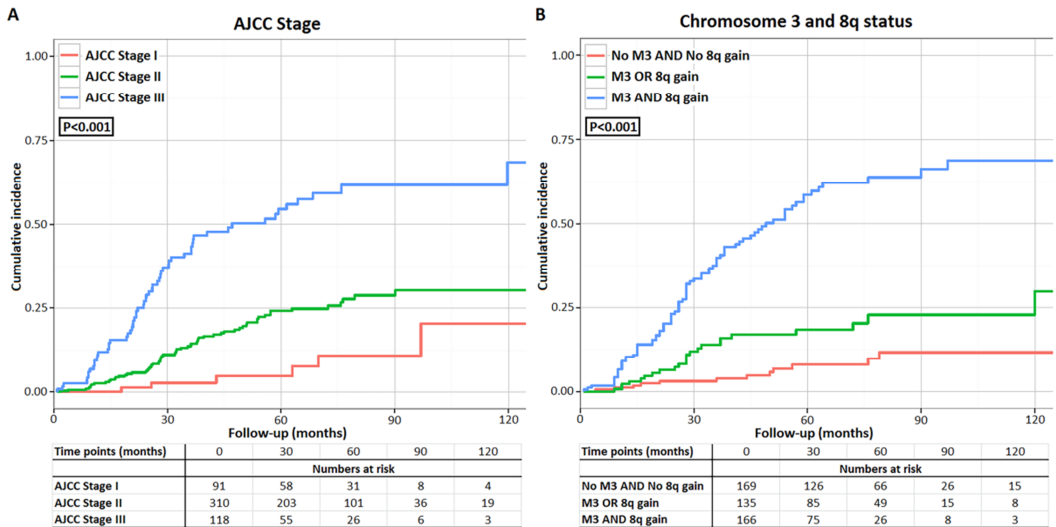 A
AJCC Stage
AJCC Stage I
AJCC Stage II
AJCC Stage III
P<0.001
Cumulative incidence
1.00
0.75
0.50
0.25
0.00
0 30 60 90 120
Follow-up (months)
Time points (months) 0 30 60 90 120
Numbers at risk
AJCC Stage I 91 58 31 8 4
AJCC Stage II 310 203 101 36 19
AJCC Stage III 118 55 26 6 3
B
Chromosome 3 and 8q status
No M3 AND No 8q gain
M3 OR 8q gain
M3 AND 8q gain
P<0.001
Cumulative incidence
1.00
0.75
0.50
0.25
0.00
0 30 60 90 120
Follow-up (months)
Time points (months) 0 30 60 90 120
Numbers at risk
No M3 AND No 8q gain 169 126 66 26 15
M3 OR 8q gain 135 85 49 15 8
M3 AND 8q gain 166 75 26 8 3